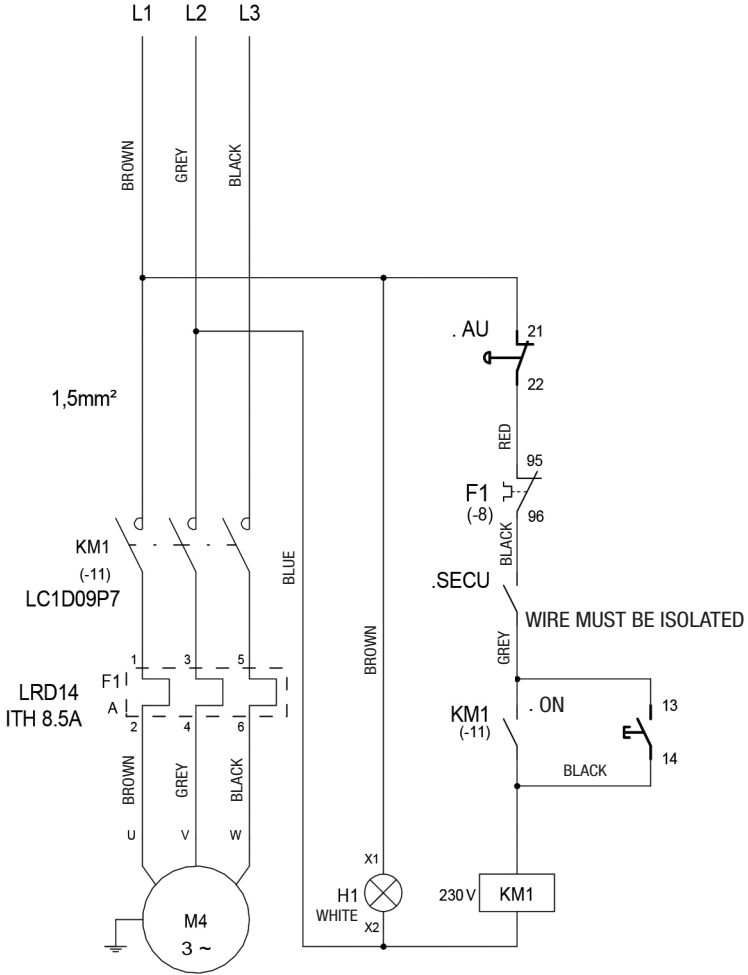 L1 L2 L3
BROWN
GREY
BLACK
. AU
21
22
1,5mm²
RED
95
F1
(-8)
96
BLACK
KM1
(-11)
LC1D09P7
BLUE
.SECU
WIRE MUST BE ISOLATED
GREY
BROWN
1 3 5
F1
A
LRD14
ITH 8.5A
2 4 6
KM1
(-11)
. ON
13
14
BLACK
BROWN
GREY
BLACK
U V W
X1
H1
WHITE
X2
230 V
KM1
M4
3 ~